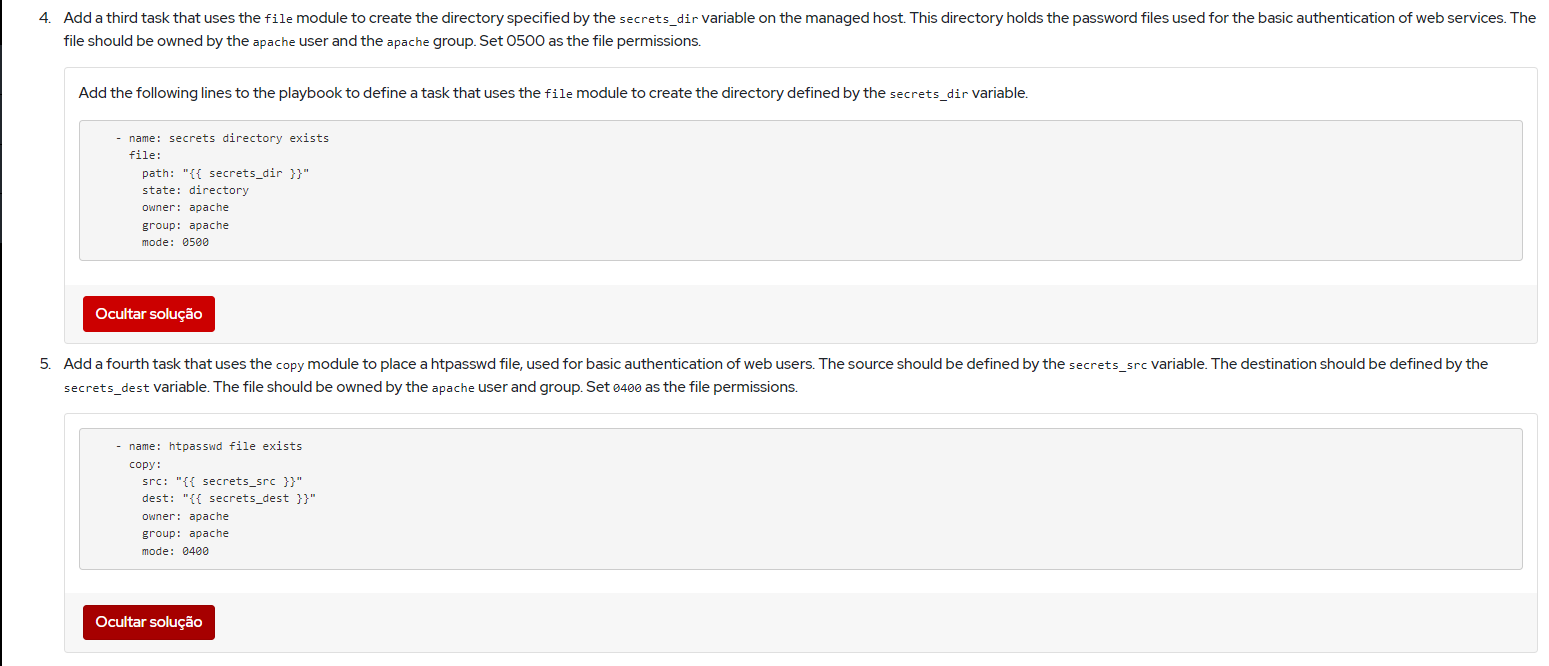 4. Add a third task that uses the file module to create the directory specified by the secrets_dir variable on the managed host. This directory holds the password files used for the basic authentication of web services. The
file should be owned by the apache user and the apache group. Set 0500 as the file permissions.
Add the following lines to the playbook to define a task that uses the file module to create the directory defined by the secrets_dir variable.
- name: secrets directory exists
file:
path: "{{ secrets_dir }}"
state: directory
owner: apache
group: apache
mode: 0500
Ocultar solução
5. Add a fourth task that uses the copy module to place a htpasswd file, used for basic authentication of web users. The source should be defined by the secrets_src variable. The destination should be defined by the
secrets_dest variable. The file should be owned by the apache user and group. Set 0400 as the file permissions.
- name: htpasswd file exists
copy:
src: "{{ secrets_src }}"
dest: "{{ secrets_dest }}"
owner: apache
group: apache
mode: 0400
Ocultar solução